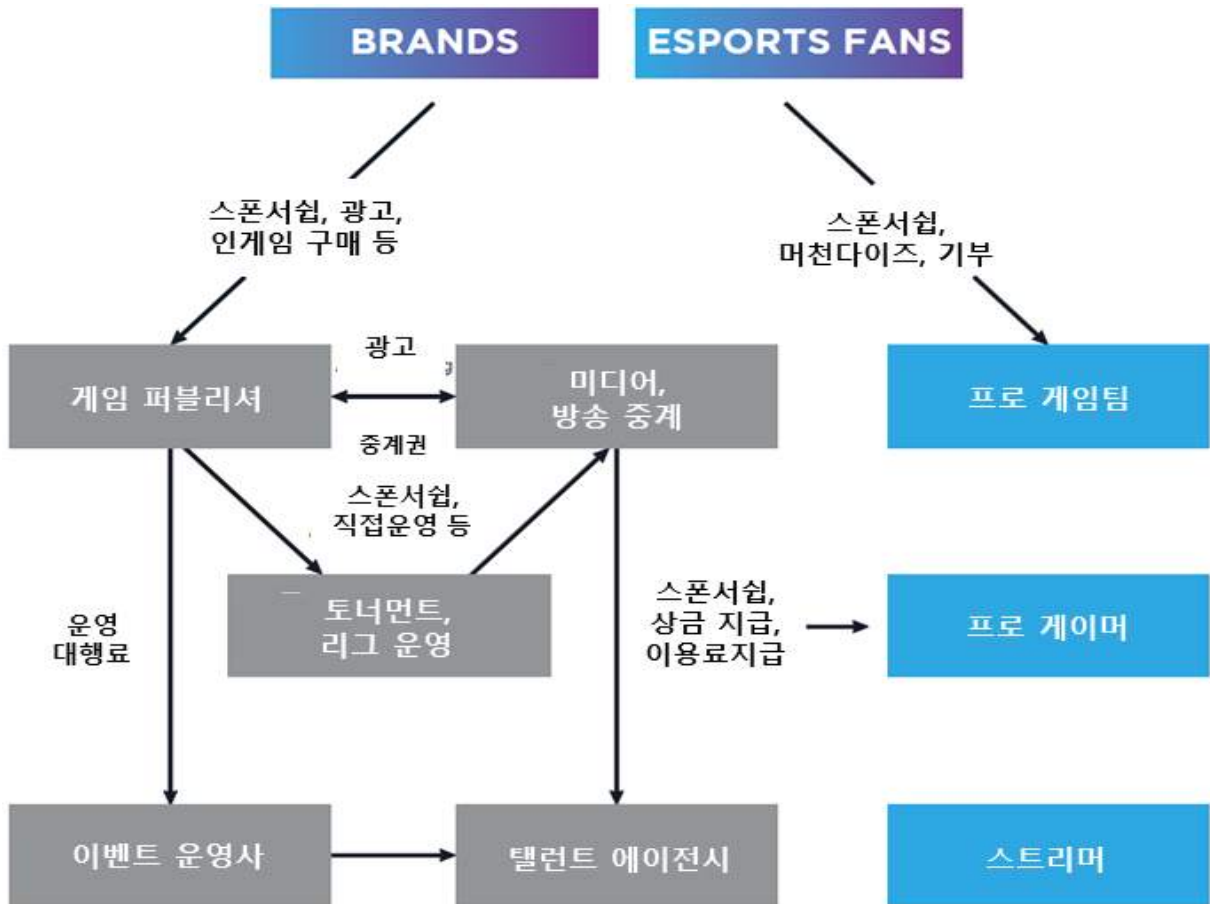 BRANDS
ESPORTS FANS
스폰서쉽, 광고,
인게임 구매 등
스폰서쉽,
머천다이즈, 기부
게임 퍼블리셔
광고
미디어,
방송 중계
프로 게임팀
중계권
스폰서쉽,
직접운영 등
운영
대행료
토너먼트,
리그 운영
스폰서쉽,
상금 지급,
이용료지급
프로 게이머
이벤트 운영사
탤런트 에이전시
스트리머